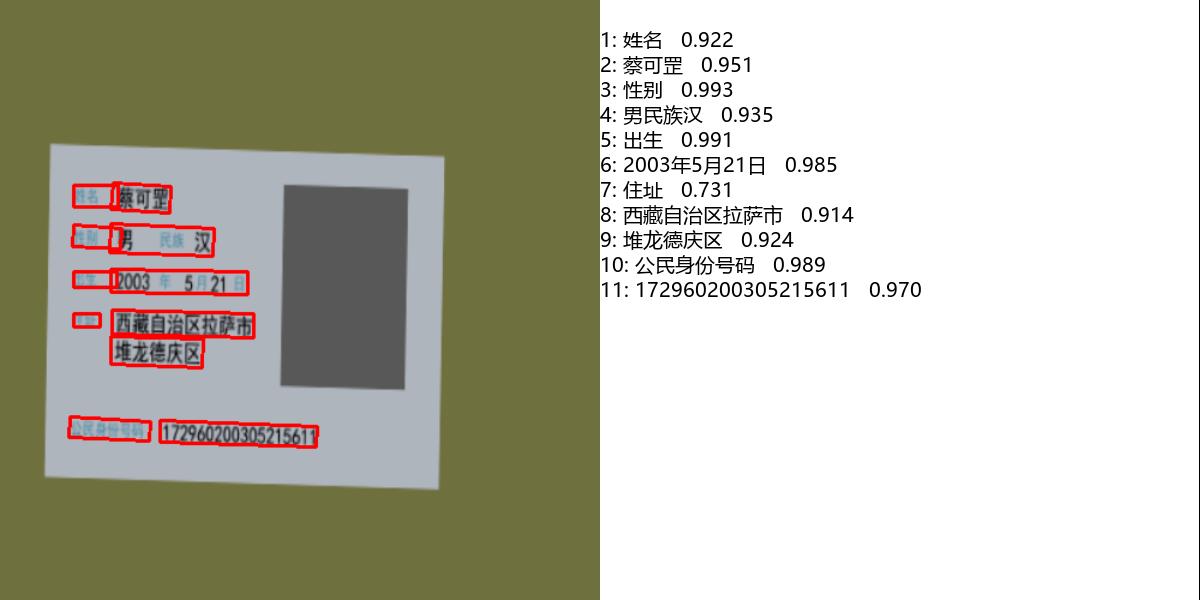 姓名 蔡可罡
性别 男 民族 汉
出生 2003 年 5 月 21 日
住址 西藏自治区拉萨市
堆龙德庆区
公民身份号码 172960200305215611
1: 姓名 0.922
2: 蔡可罡 0.951
3: 性别 0.993
4: 男民族汉 0.935
5: 出生 0.991
6: 2003年5月21日 0.985
7: 住址 0.731
8: 西藏自治区拉萨市 0.914
9: 堆龙德庆区 0.924
10: 公民身份号码 0.989
11: 172960200305215611 0.970